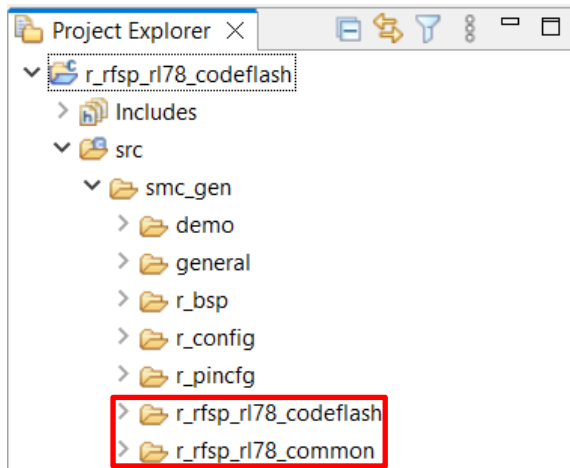 Project Explorer
r_rfsp_rl78_codeflash
Includes
src
smc_gen
demo
general
r_bsp
r_config
r_pincfg
r_rfsp_rl78_codeflash
r_rfsp_rl78_common